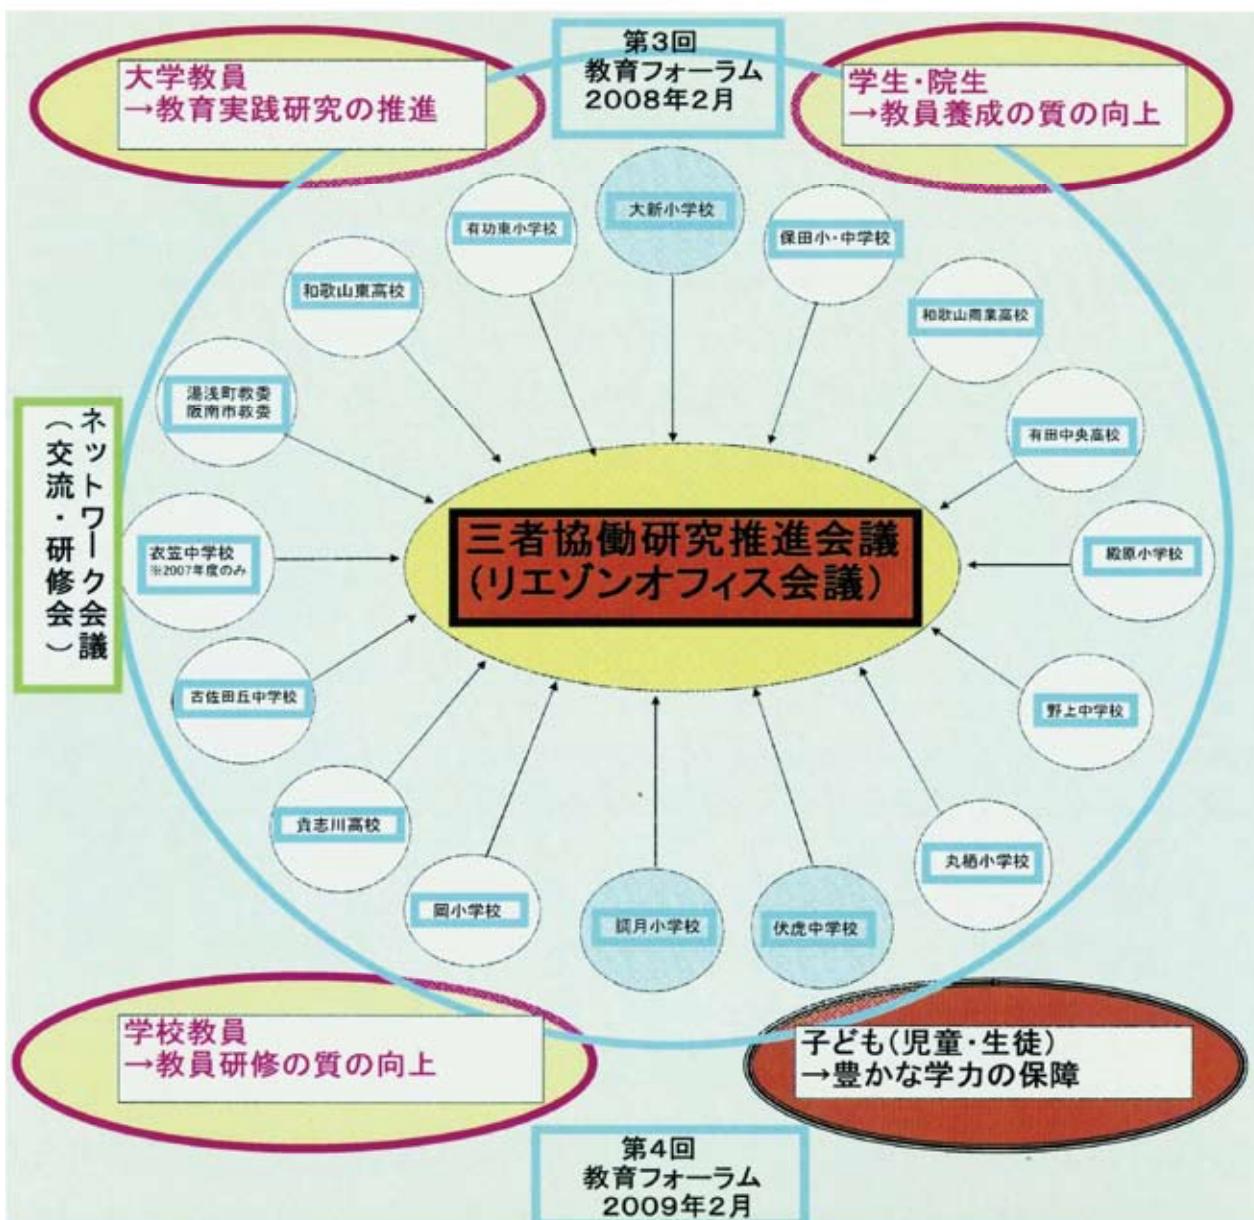 第3回
教育フォーラム
2008年2月
大学教員
→教育実践研究の推進
学生・院生
→教員養成の質の向上
大新小学校
有功東小学校
保田小・中学校
和歌山東高校
和歌山商業高校
湯浅町教委
阪南市教委
有田中央高校
ネットワーク会議
(交流・研修会)
三者協働研究推進会議
(リエゾンオフィス会議)
衣笠中学校
※2007年度のみ
殿原小学校
古佐田丘中学校
野上中学校
貴志川高校
丸栖小学校
岡小学校
調月小学校
伏虎中学校
学校教員
→教員研修の質の向上
子ども(児童・生徒)
→豊かな学力の保障
第4回
教育フォーラム
2009年2月